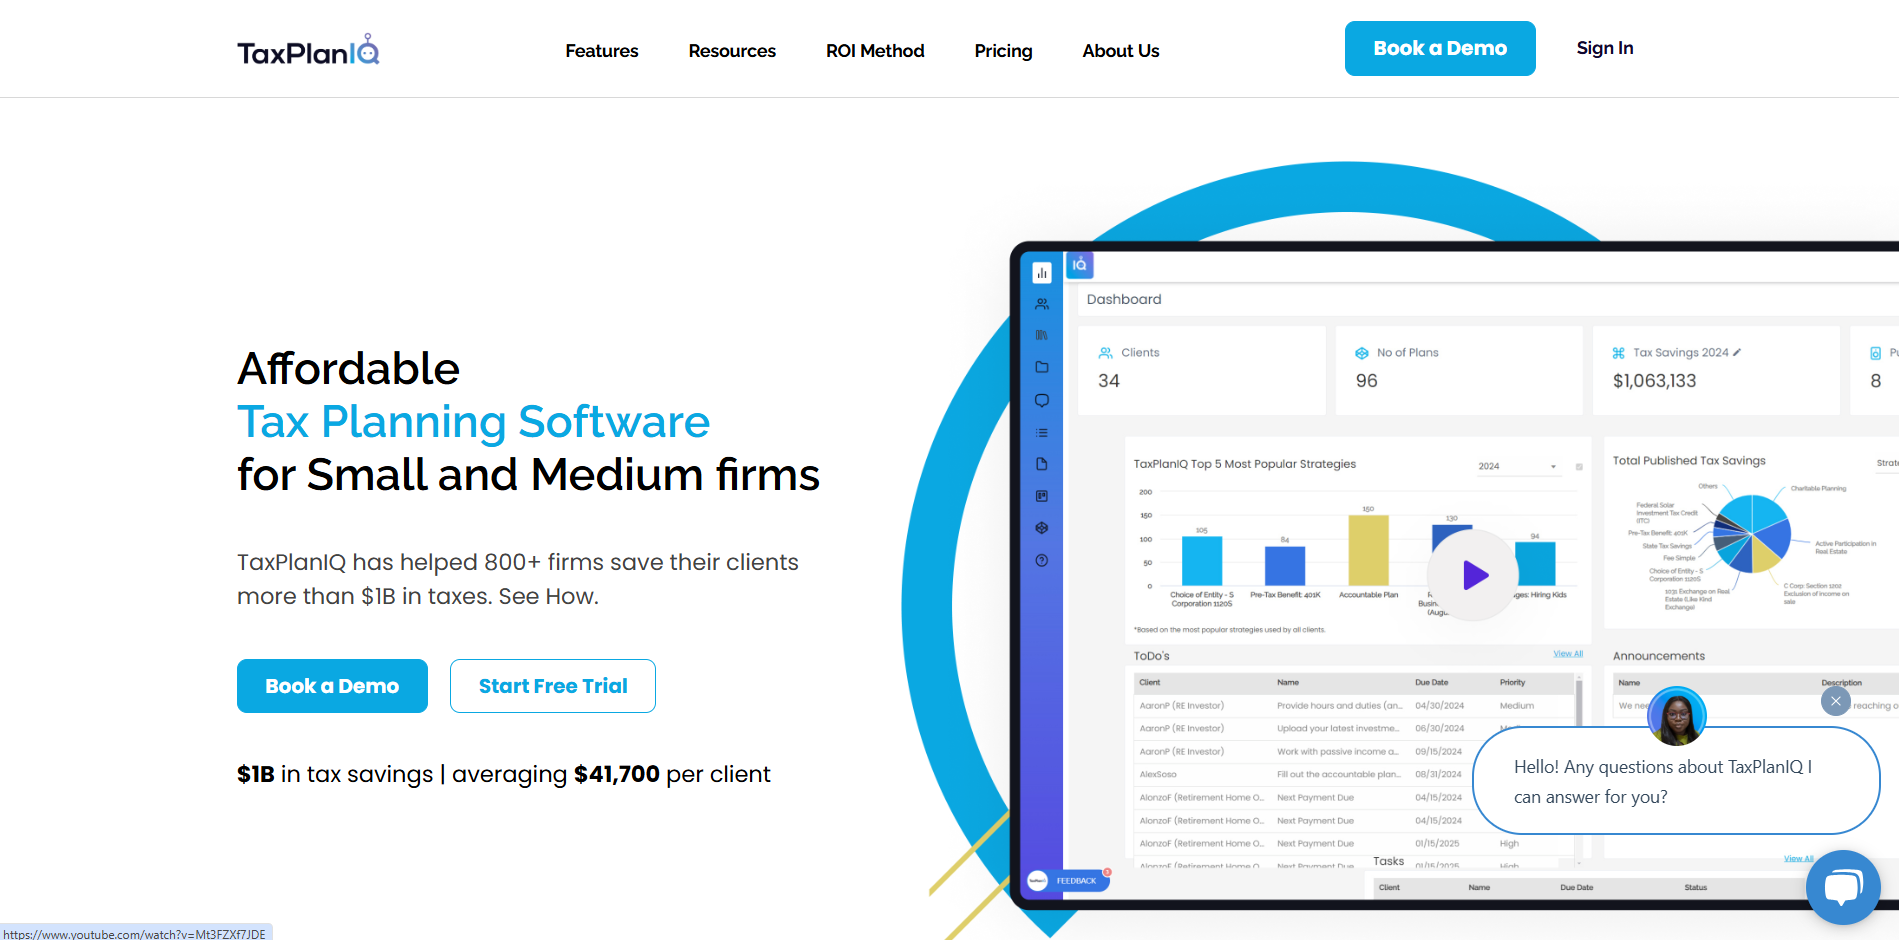 TaxPlanIQ
Features
Resources
ROI Method
Pricing
About Us
Book a Demo
Sign In
Affordable
Tax Planning Software
for Small and Medium firms
TaxPlanIQ has helped 800+ firms save their clients
more than $1B in taxes. See How.
Book a Demo
Start Free Trial
$1B in tax savings | averaging $41,700 per client
IQ
Dashboard
Clients
34
No of Plans
96
Tax Savings 2024
$1,063,133
8
TaxPlanIQ Top 5 Most Popular Strategies
2024
200
150
100
50
0
105
84
150
130
94
Choice of Entity - S
Corporation 1120S
Pre-Tax Benefit: 401K
Accountable Plan
ges: Hiring Kids
*Based on the most popular strategies used by all clients.
Total Published Tax Savings
Others
Charitable Planning
Federal Solar
Investment Tax Credit
(ITC)
Pre-Tax Benefit: 401K
State Tax Savings
Fee Simple
Choice of Entity - S
Corporation 1120S
1031 Exchange on Real
Estate (Like Kind
Exchange)
Active Participation in
Real Estate
C Corp: Section 1202
Exclusion of Income on
sale
ToDo's
View All
Client Name Due Date Priority
AaronP (RE Investor) Provide hours and duties (an... 04/30/2024 Medium
AaronP (RE Investor) Upload your latest investme... 06/30/2024
AaronP (RE Investor) Work with passive income a... 09/15/2024
AlexSoso Fill out the accountable plan... 08/31/2024
AlonzoF (Retirement Home O... Next Payment Due 04/15/2024
AlonzoF (Retirement Home O... Next Payment Due 04/15/2024
AlonzoF (Retirement Home O... Next Payment Due 01/15/2025 High
AlonzoF (Retirement Home O... Next Payment Due 01/15/2025 High
Announcements
Name Description
We
reaching
View All
Tasks
Client Name Due Date Status
FEEDBACK
Hello! Any questions about TaxPlanIQ I
can answer for you?
https://www.youtube.com/watch?v=Mt3FZXf7JDE